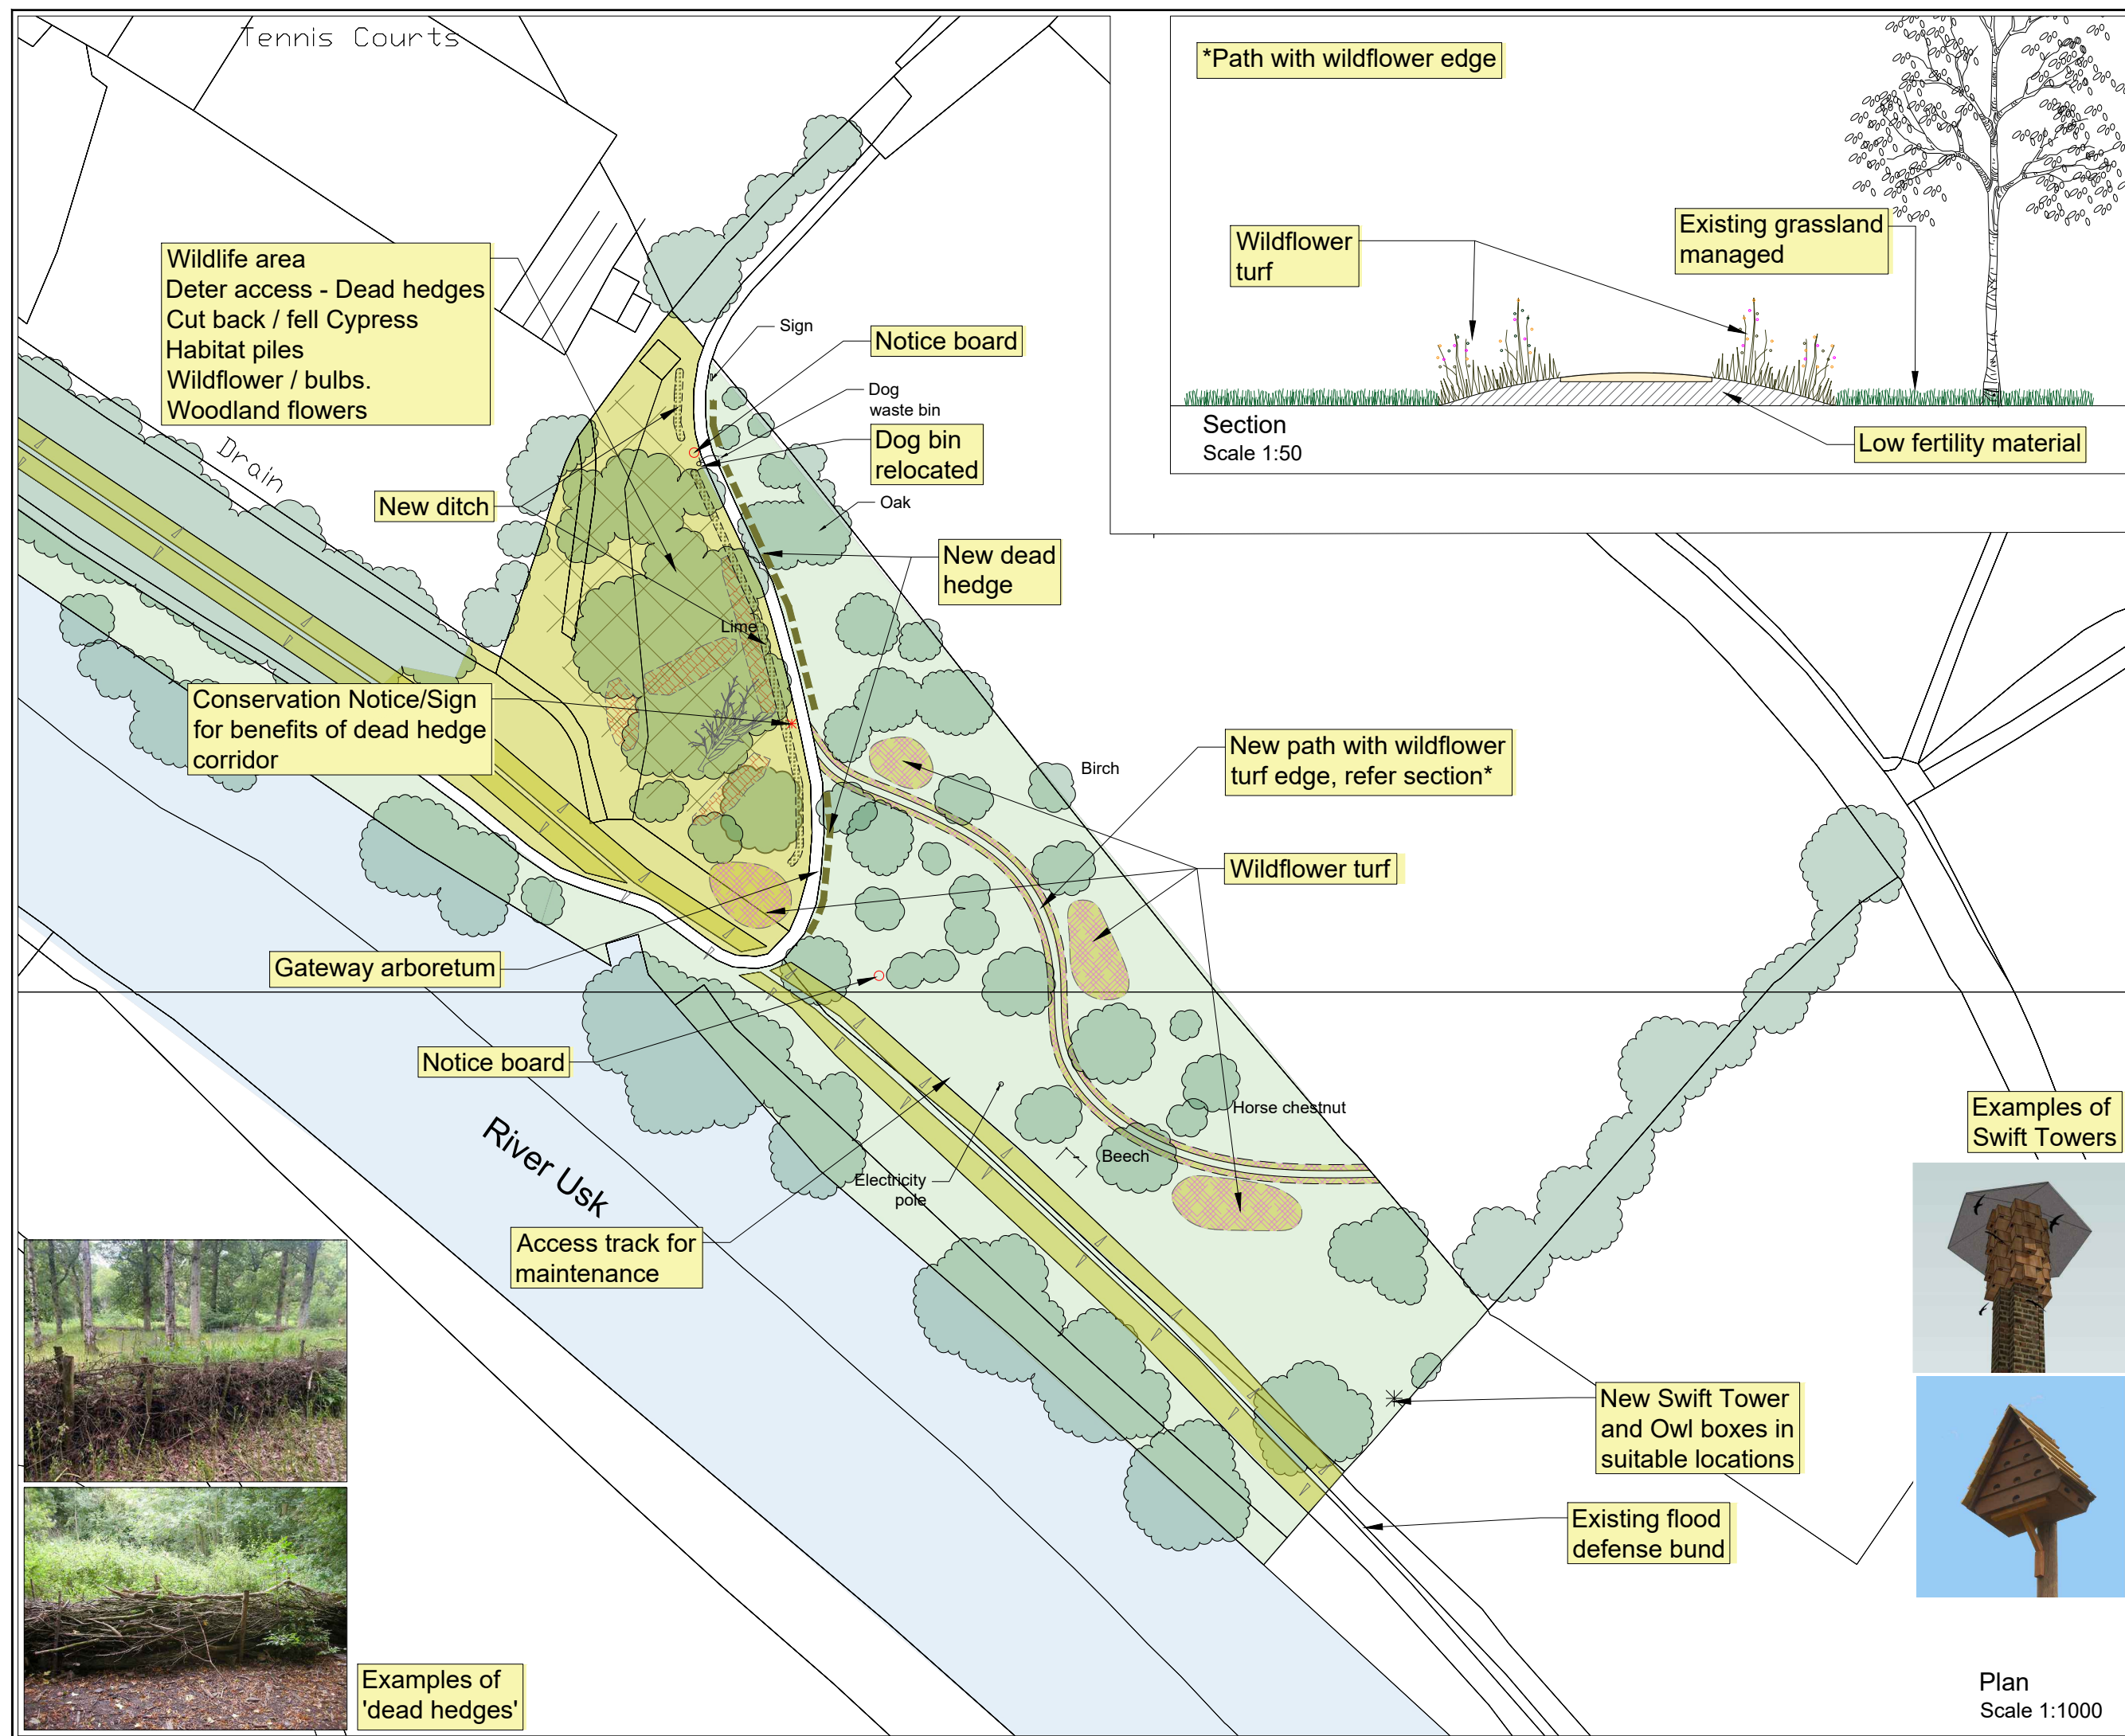 Tennis Courts
*Path with wildflower edge
Wildflower
turf
Existing grassland
managed
Section
Scale 1:50
Low fertility material
Wildlife area
Deter access - Dead hedges
Cut back / fell Cypress
Habitat piles
Wildflower / bulbs.
Woodland flowers
Sign
Notice board
Dog
waste bin
Dog bin
relocated
Drain
New ditch
Oak
New dead
hedge
Lime
Conservation Notice/Sign
for benefits of dead hedge
corridor
New path with wildflower
turf edge, refer section*
Birch
Wildflower turf
Gateway arboretum
Notice board
River Usk
Horse chestnut
Beech
Electricity
pole
Access track for
maintenance
Examples of
Swift Towers
New Swift Tower
and Owl boxes in
suitable locations
Existing flood
defense bund
Examples of
'dead hedges'
Plan
Scale 1:1000